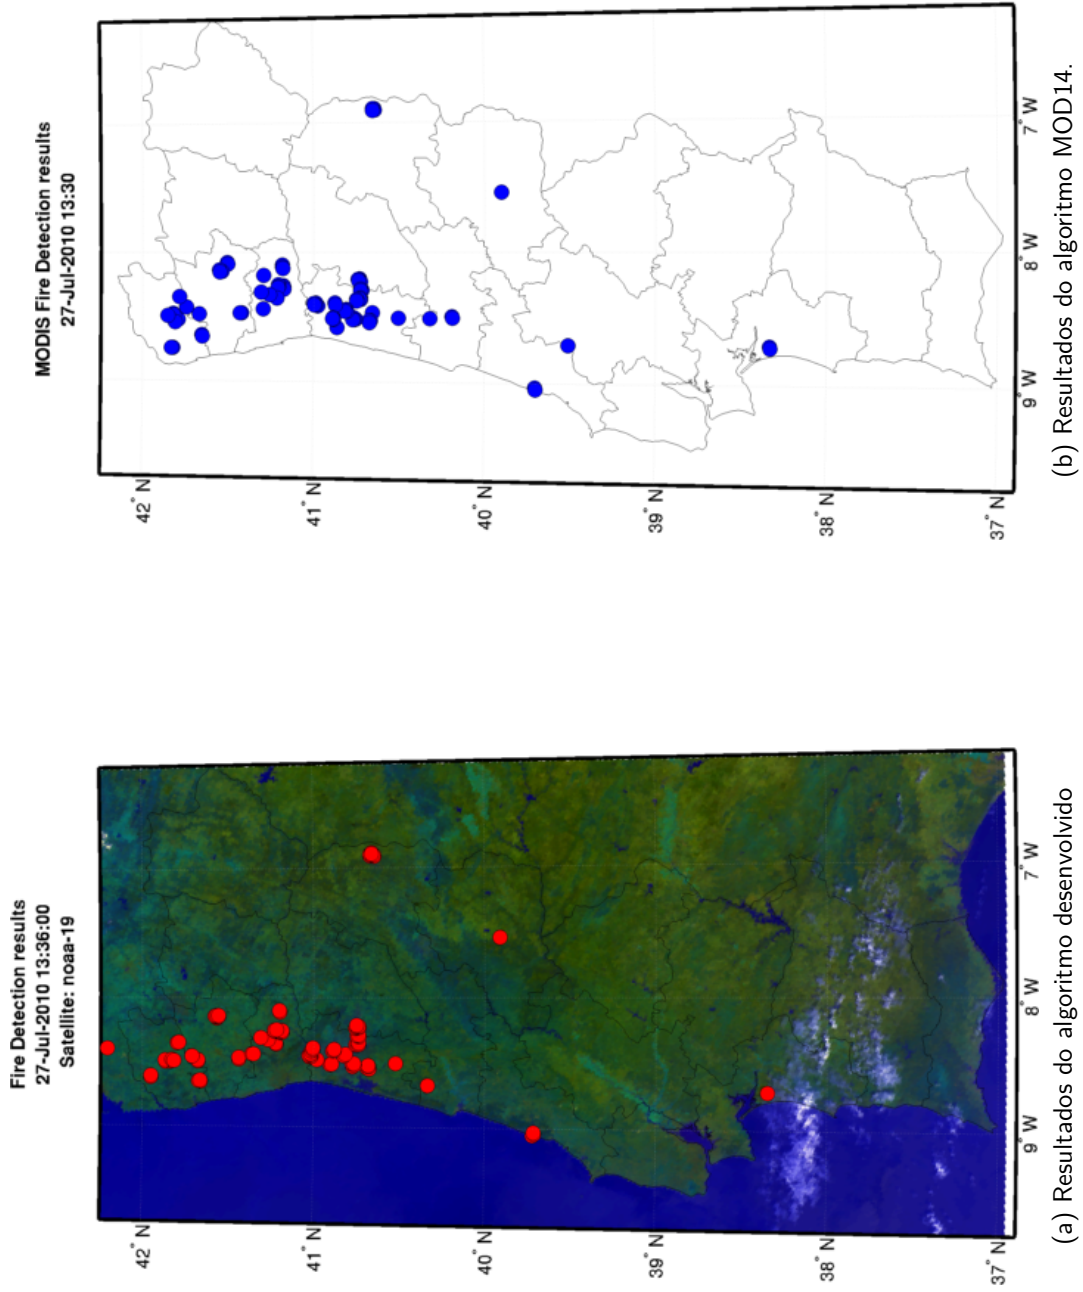 Fire Detection results
27-Jul-2010 13:36:00
Satellite: noaa-19
42° N
41° N
40° N
39° N
38° N
37° N
9° W
8° W
7° W
(a) Resultados do algoritmo desenvolvido
MODIS Fire Detection results
27-Jul-2010 13:30
42° N
41° N
40° N
39° N
38° N
37° N
9° W
8° W
7° W
(b) Resultados do algoritmo MOD14.